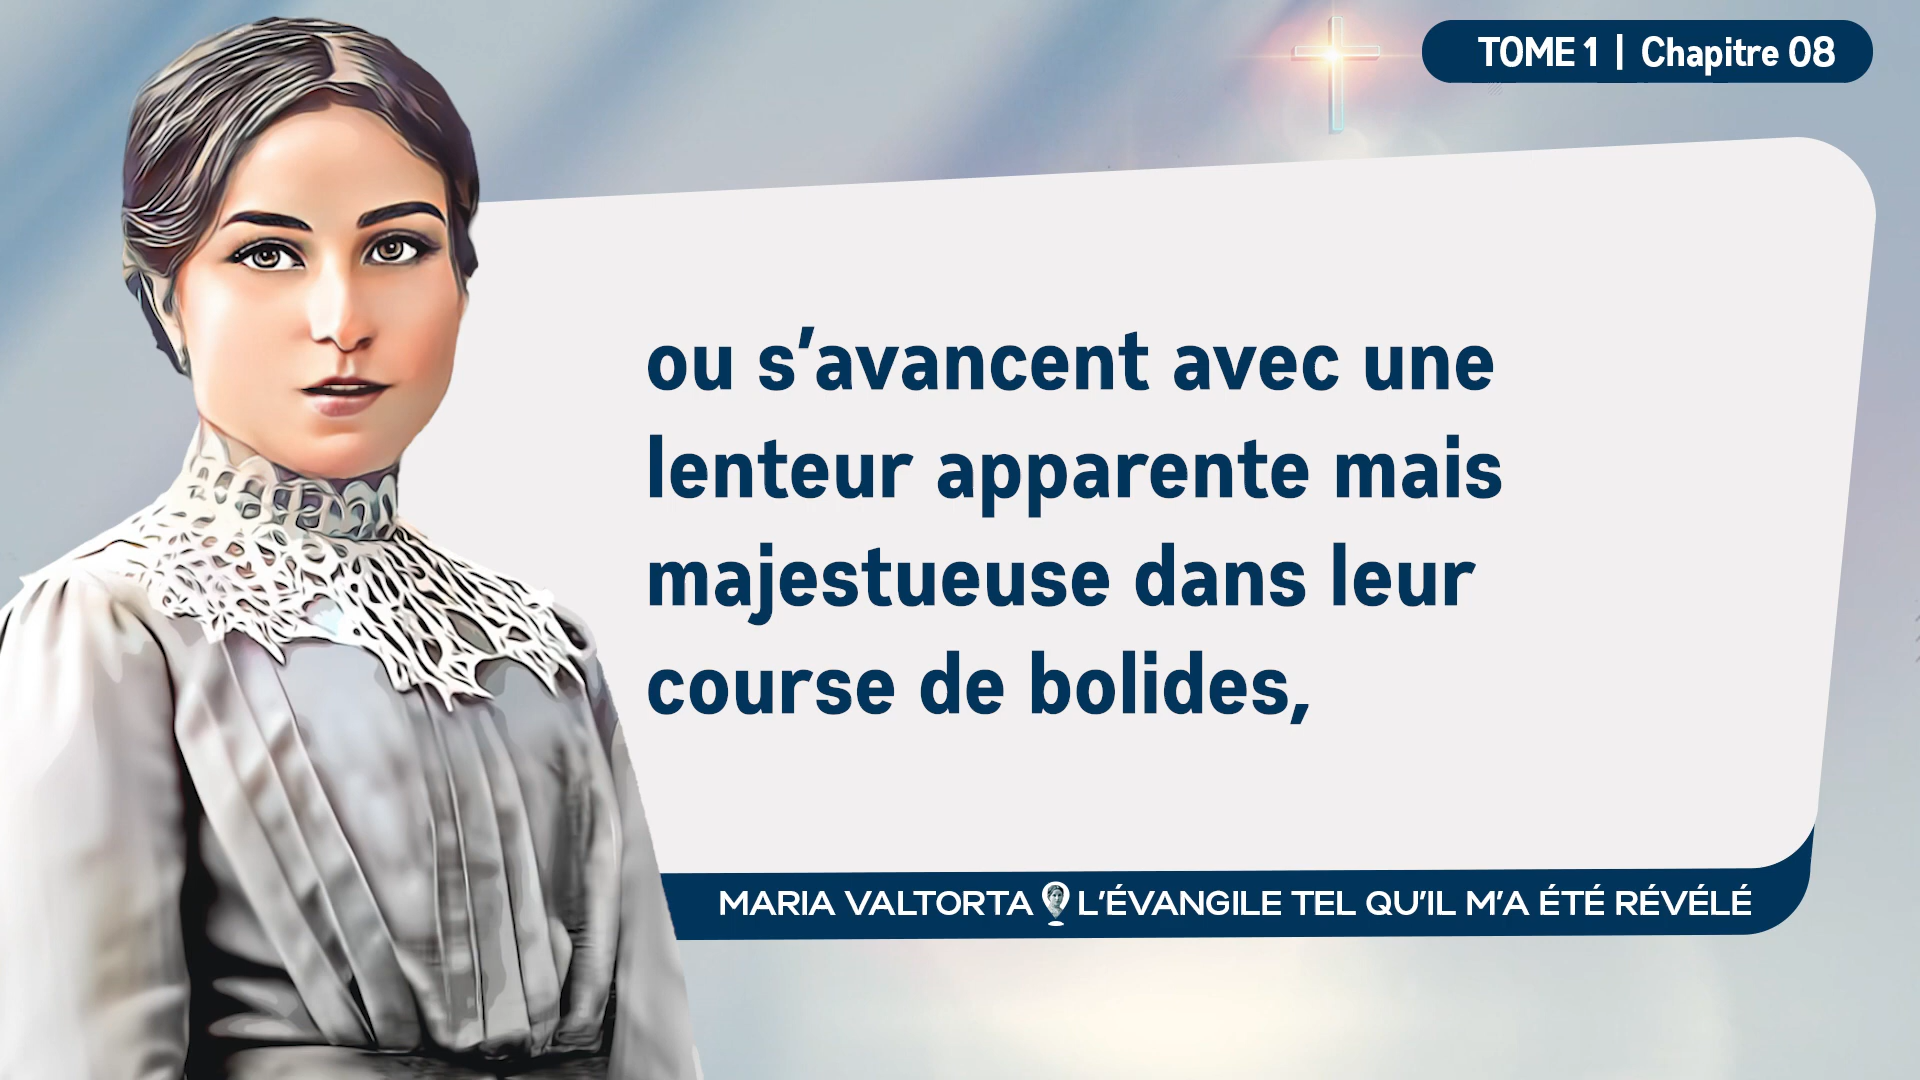 TOME 1 | Chapitre 08
ou s’avancent avec une
lenteur apparente mais
majestueuse dans leur
course de bolides,
MARIA VALTORTA L’ÉVANGILE TEL QU’IL M’A ÉTÉ RÉVÉLÉ